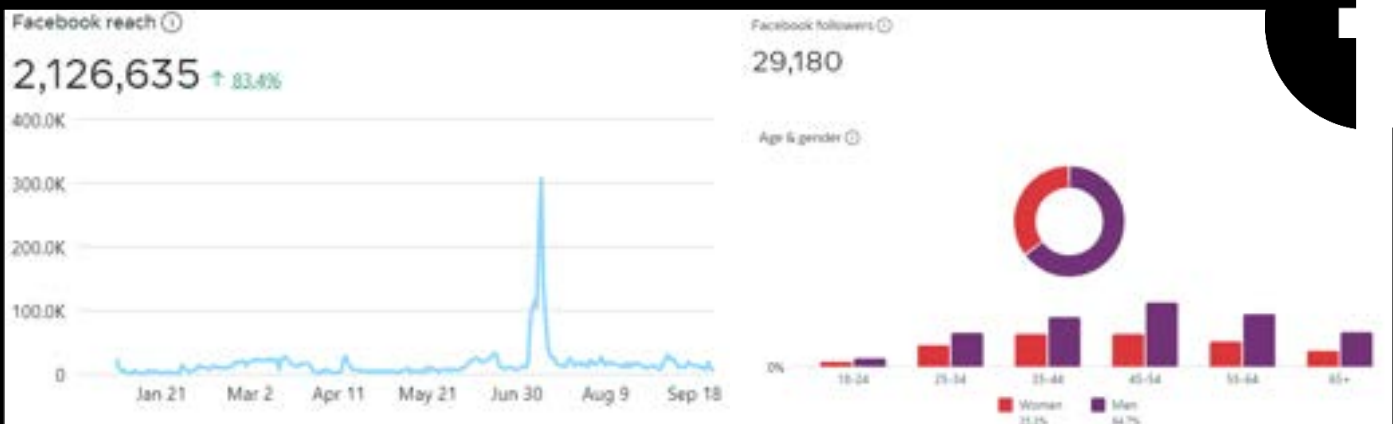 Facebook reach
2,126,635 ↑ 83.4%
400.0K
300.0K
200.0K
100.0K
0
Jan 21 Mar 2 Apr 11 May 21 Jun 30 Aug 9 Sep 18
Facebook followers
29,180
Age & gender
0%
18-24 25-34 35-44 45-54 55-64 65+
Women Men
64.7%